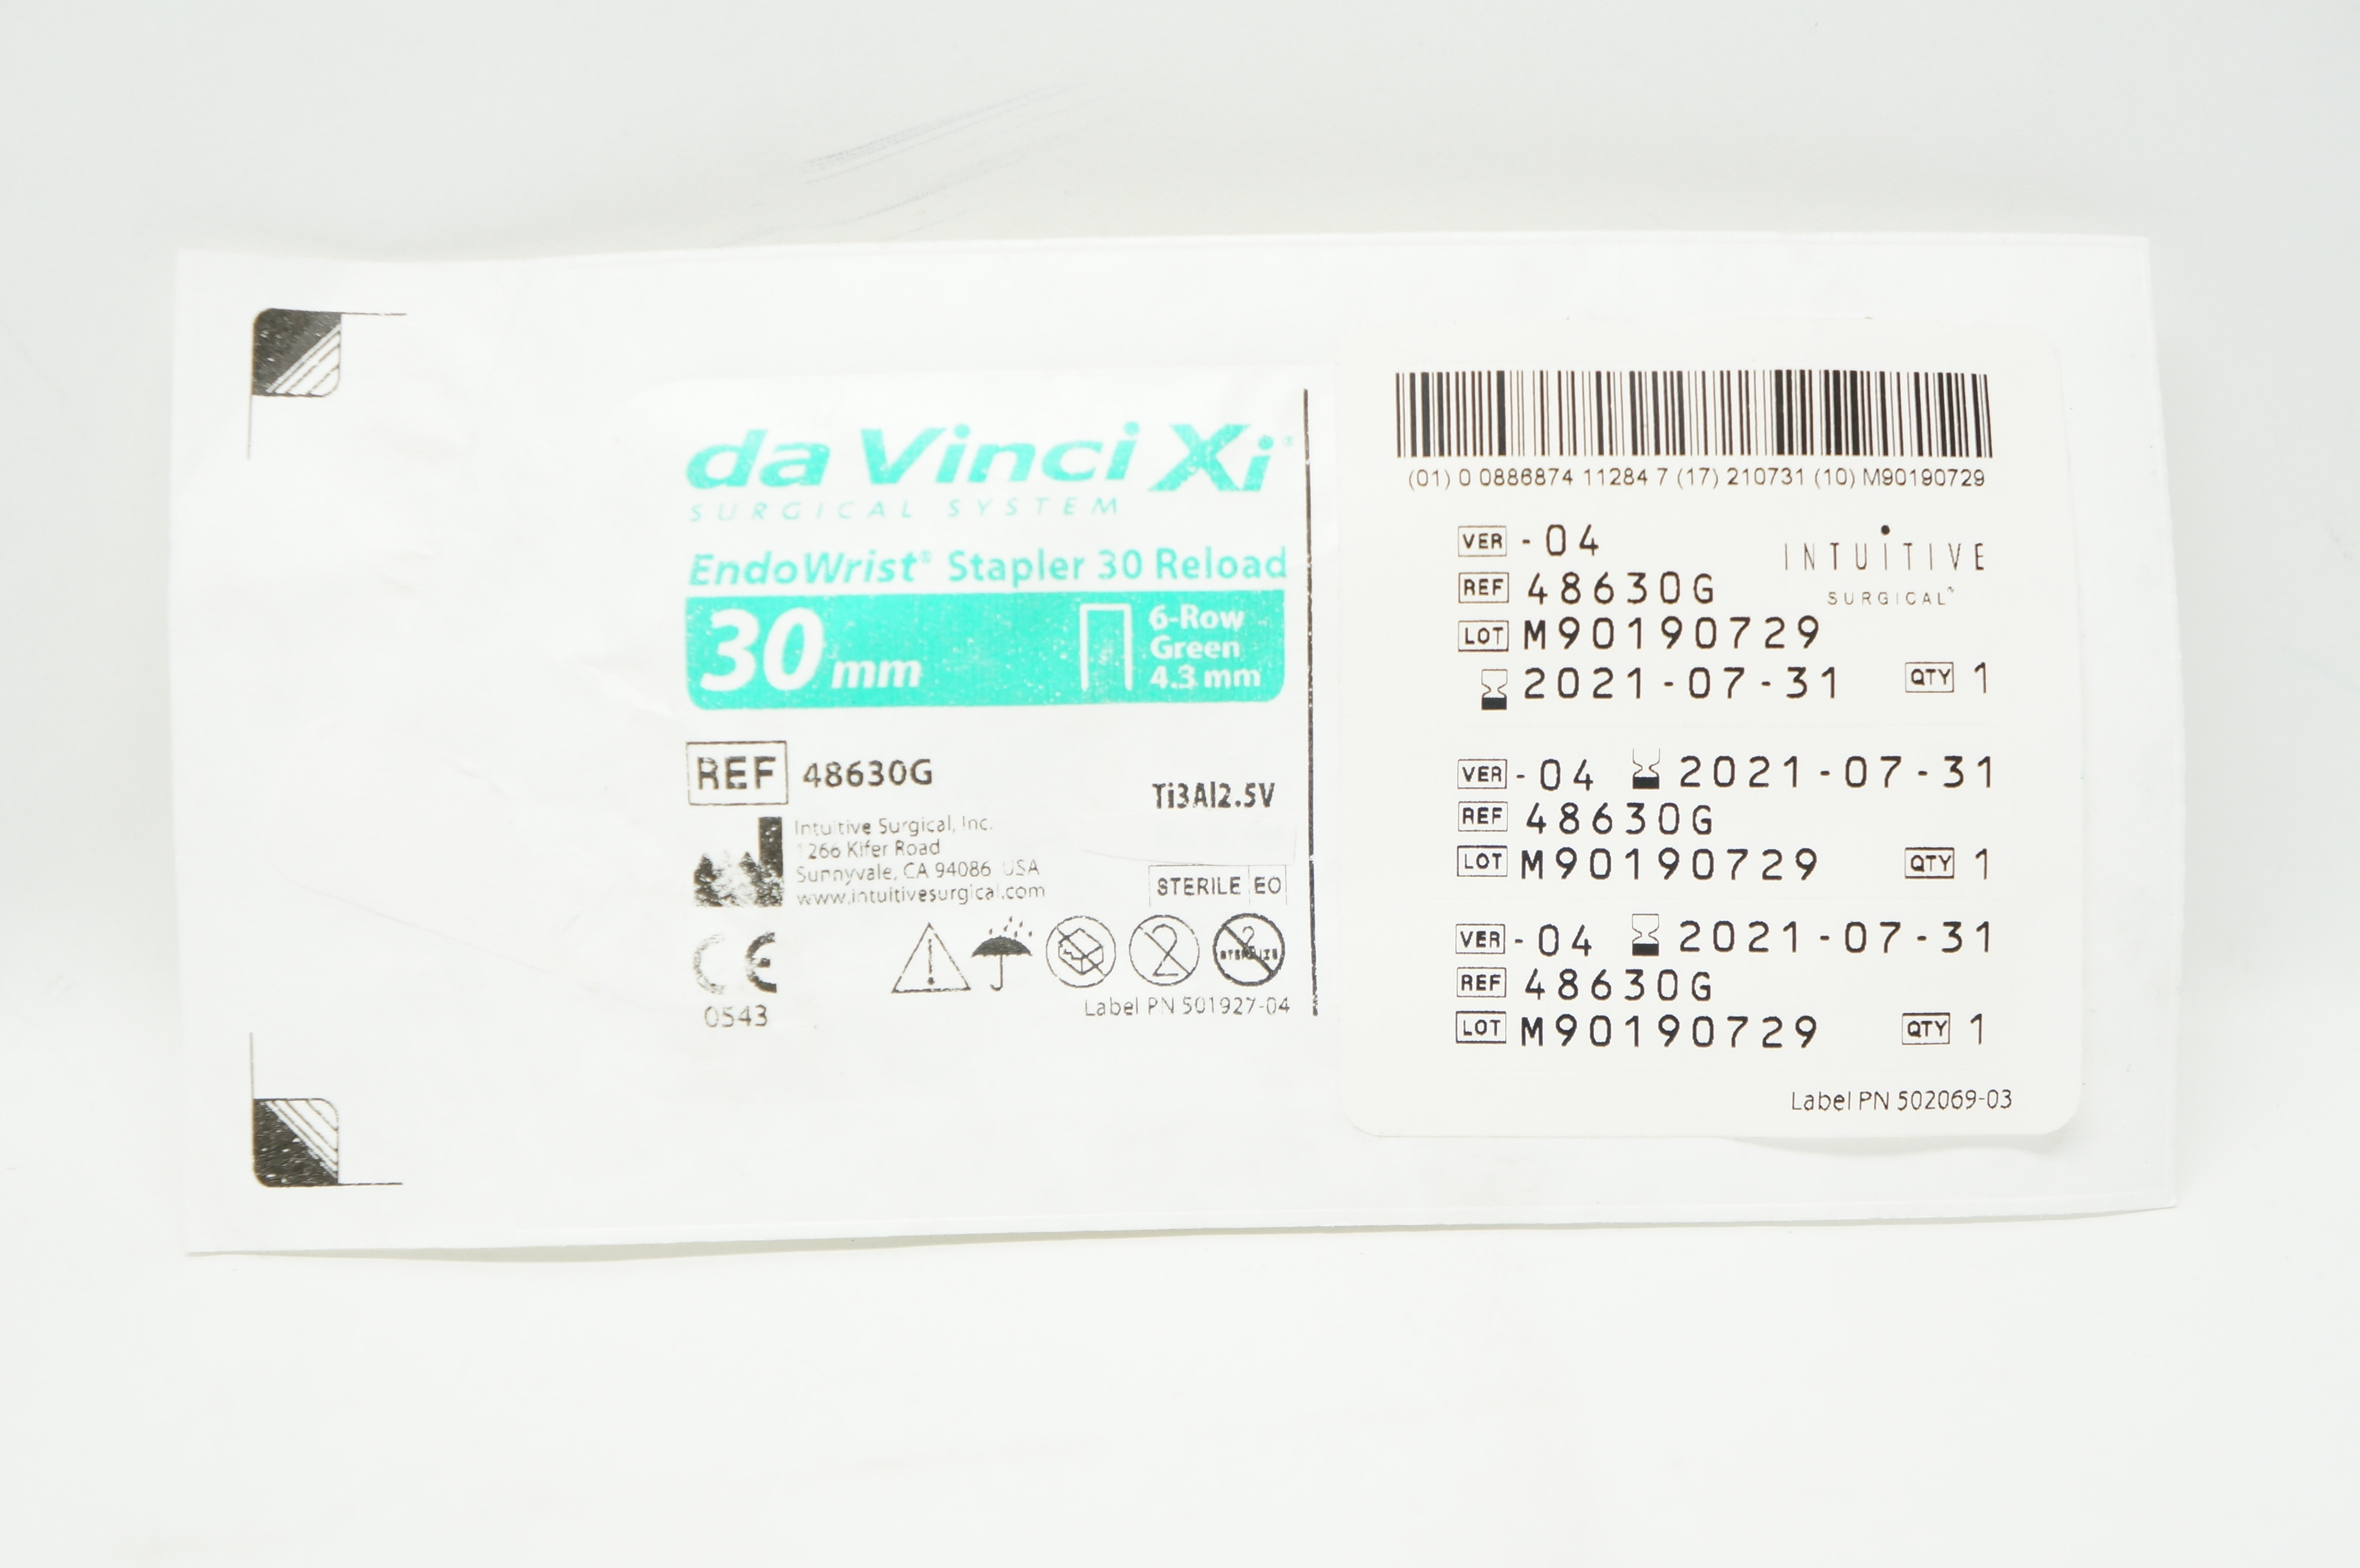 da Vinci Xi®
SURGICAL SYSTEM
EndoWrist® Stapler 30 Reload
30 mm
6-Row
Green
4.3 mm
REF 48630G
Ti3Al2.5V
Intuitive Surgical, Inc.
1266 Kifer Road
Sunnyvale, CA 94086 USA
www.intuitivesurgical.com
STERILE EO
CE
0543
2
2 STERILIZE
Label PN 501927-04
(01) 0 0886874 11284 7 (17) 210731 (10) M90190729
VER -04
INTUITIVE
SURGICAL®
REF 48630G
LOT M90190729
2021-07-31 QTY 1
VER -04 2021-07-31
REF 48630G
LOT M90190729 QTY 1
VER -04 2021-07-31
REF 48630G
LOT M90190729 QTY 1
Label PN 502069-03